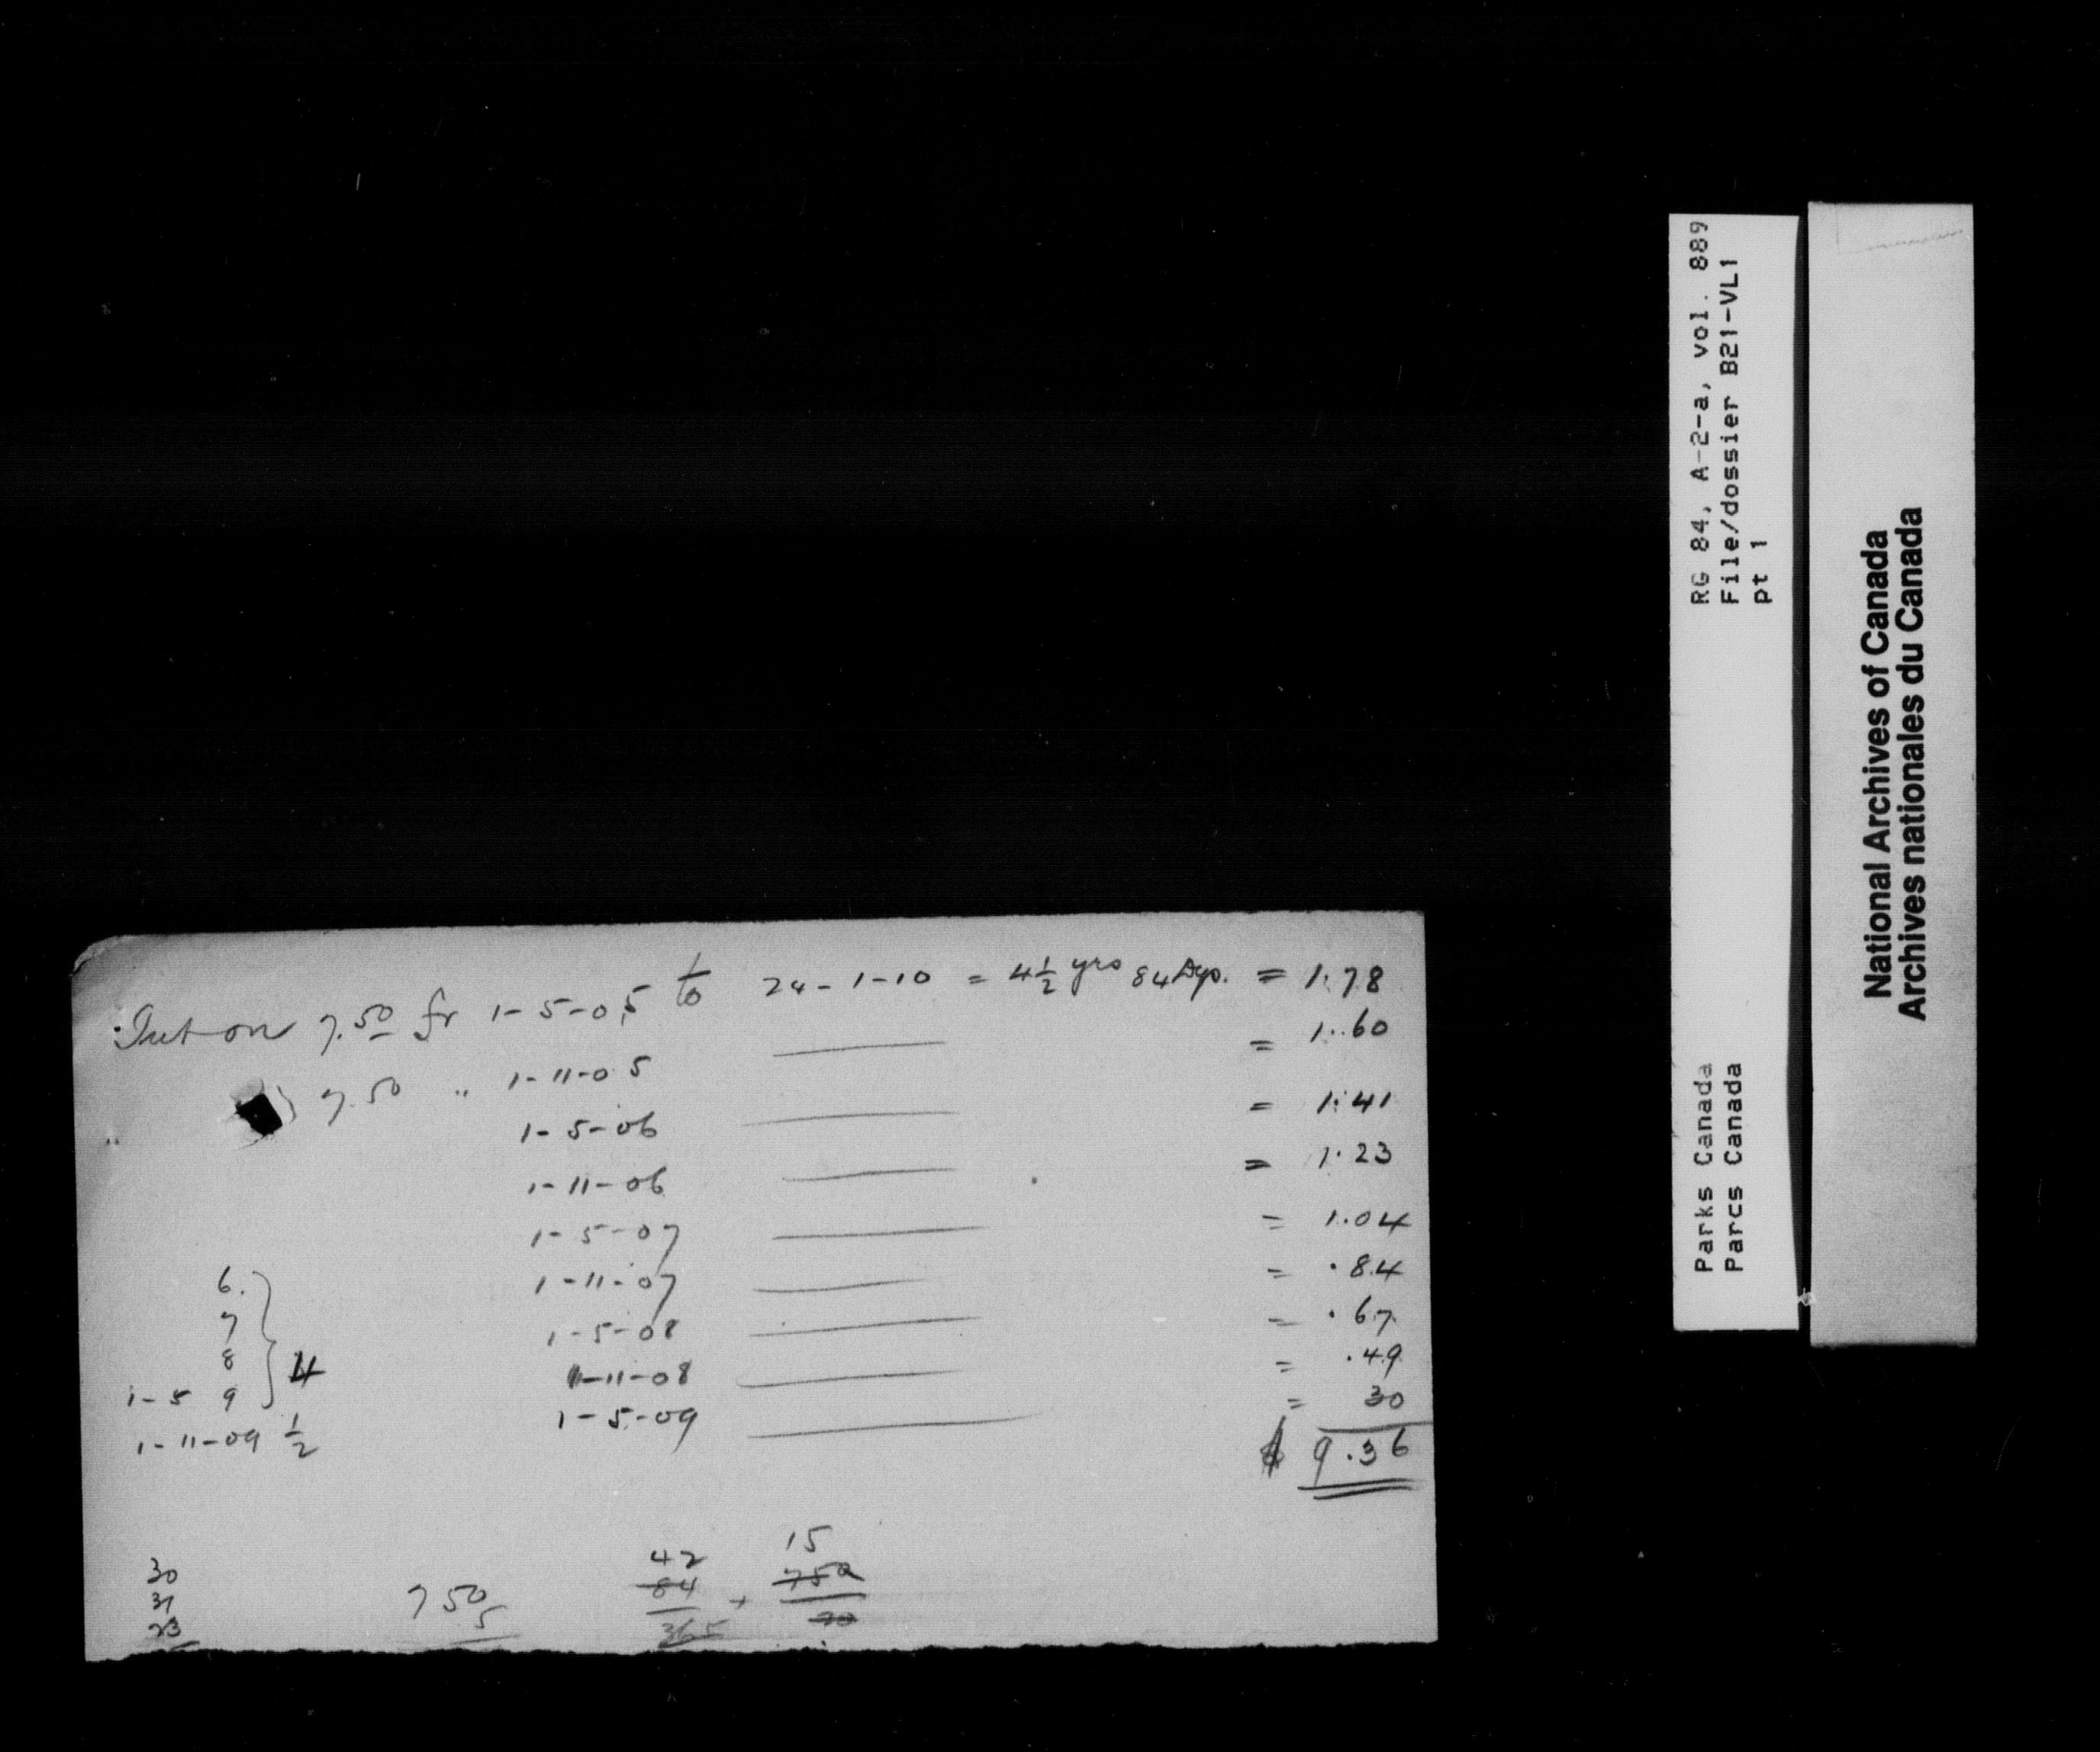 Int on 7.50 fr 1-5-05 to 24-1-10 = 4½ yrs 84 Dys. = 1.78
" 7.50 " 1-11-05 = 1.60
1-5-06 = 1.41
1-11-06 = 1.23
1-5-07 = 1.04
1-11-07 = .84
1-5-08 = .67
1-11-08 = .49
1-5-09 = 30
$ 9.36
6.
7
8
1-5 9 } 4
1-11-09 ½
30
31
23
750
5
42
84
365
15
750
RG 84, A-2-a, vol. 889
File/dossier B21-VL1
pt 1
Parks Canada
Parcs Canada
National Archives of Canada
Archives nationales du Canada